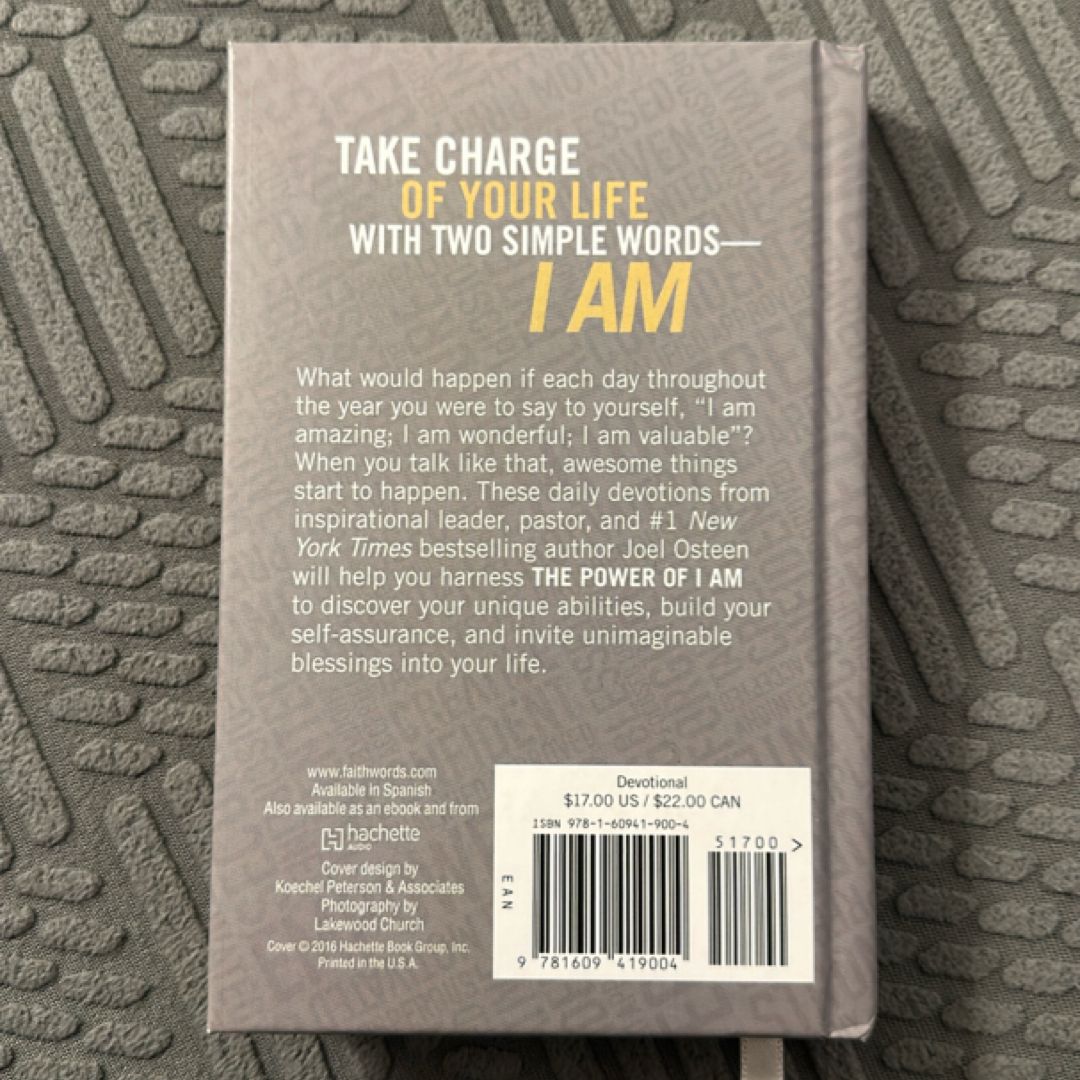 TAKE CHARGE
OF YOUR LIFE
WITH TWO SIMPLE WORDS—
I AM
What would happen if each day throughout
the year you were to say to yourself, “I am
amazing; I am wonderful; I am valuable”?
When you talk like that, awesome things
start to happen. These daily devotions from
inspirational leader, pastor, and #1 New
York Times bestselling author Joel Osteen
will help you harness THE POWER OF I AM
to discover your unique abilities, build your
self-assurance, and invite unimaginable
blessings into your life.
www.faithwords.com
Available in Spanish
Also available as an ebook and from
hachette
AUDIO
Cover design by
Koechel Peterson & Associates
Photography by
Lakewood Church
Cover © 2016 Hachette Book Group, Inc.
Printed in the U.S.A.
Devotional
$17.00 US / $22.00 CAN
ISBN 978-1-60941-900-4
51700 >
EAN
9 781609 419004